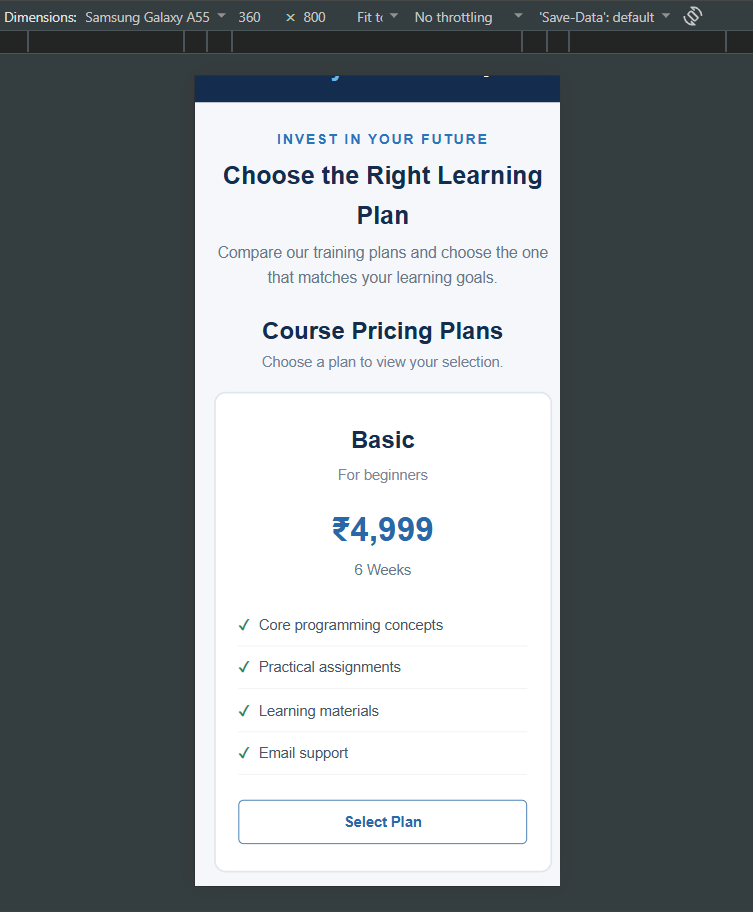 Dimensions: Samsung Galaxy A55 360 × 800 Fit to No throttling 'Save-Data': default
INVEST IN YOUR FUTURE
Choose the Right Learning
Plan
Compare our training plans and choose the one
that matches your learning goals.
Course Pricing Plans
Choose a plan to view your selection.
Basic
For beginners
₹4,999
6 Weeks
✓ Core programming concepts
✓ Practical assignments
✓ Learning materials
✓ Email support
Select Plan